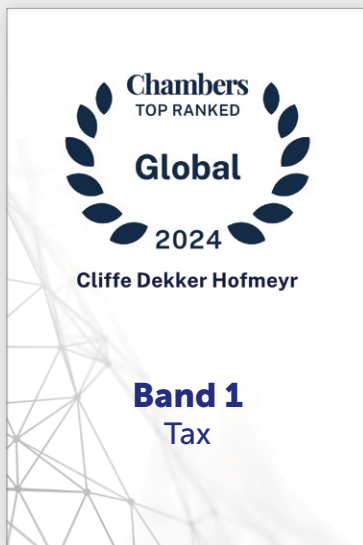 Chambers
TOP RANKED
Global
2024
Cliffe Dekker Hofmeyr
Band 1
Tax